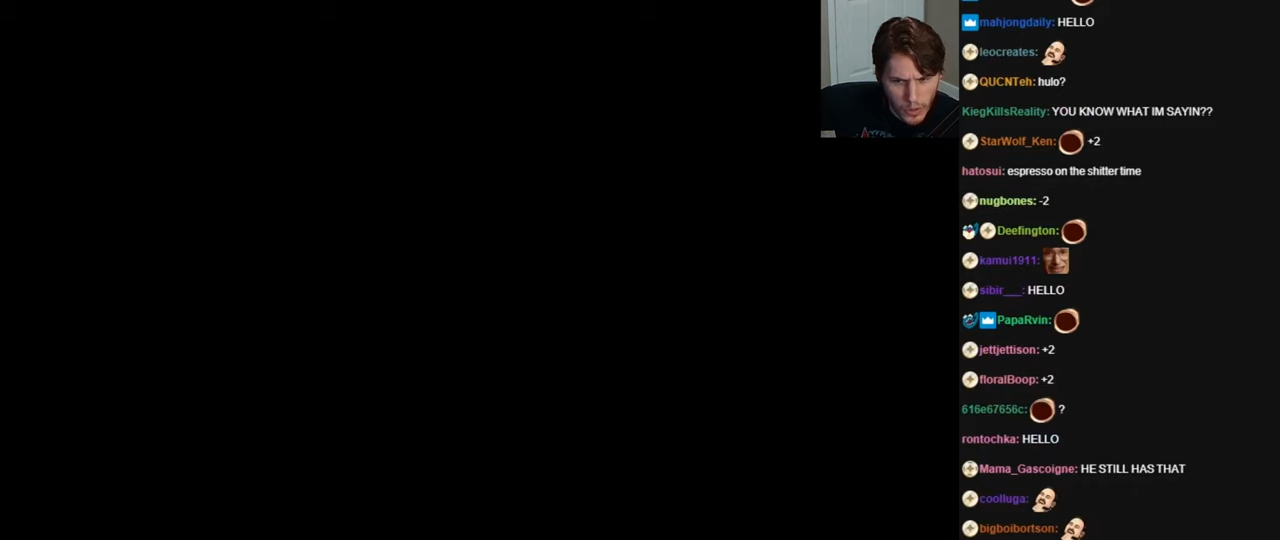 mahjongdaily: HELLO
leocreates:
QUCNTeh: hulo?
KiegKillsReality: YOU KNOW WHAT IM SAYIN??
StarWolf_Ken: +2
hatosui: espresso on the shitter time
nugbones: -2
Deefington:
kamui1911:
sibir___: HELLO
PapaRvin:
jettjettison: +2
floralBoop: +2
616e67656c: ?
rontochka: HELLO
Mama_Gascoigne: HE STILL HAS THAT
coolluga:
bigboibortson: